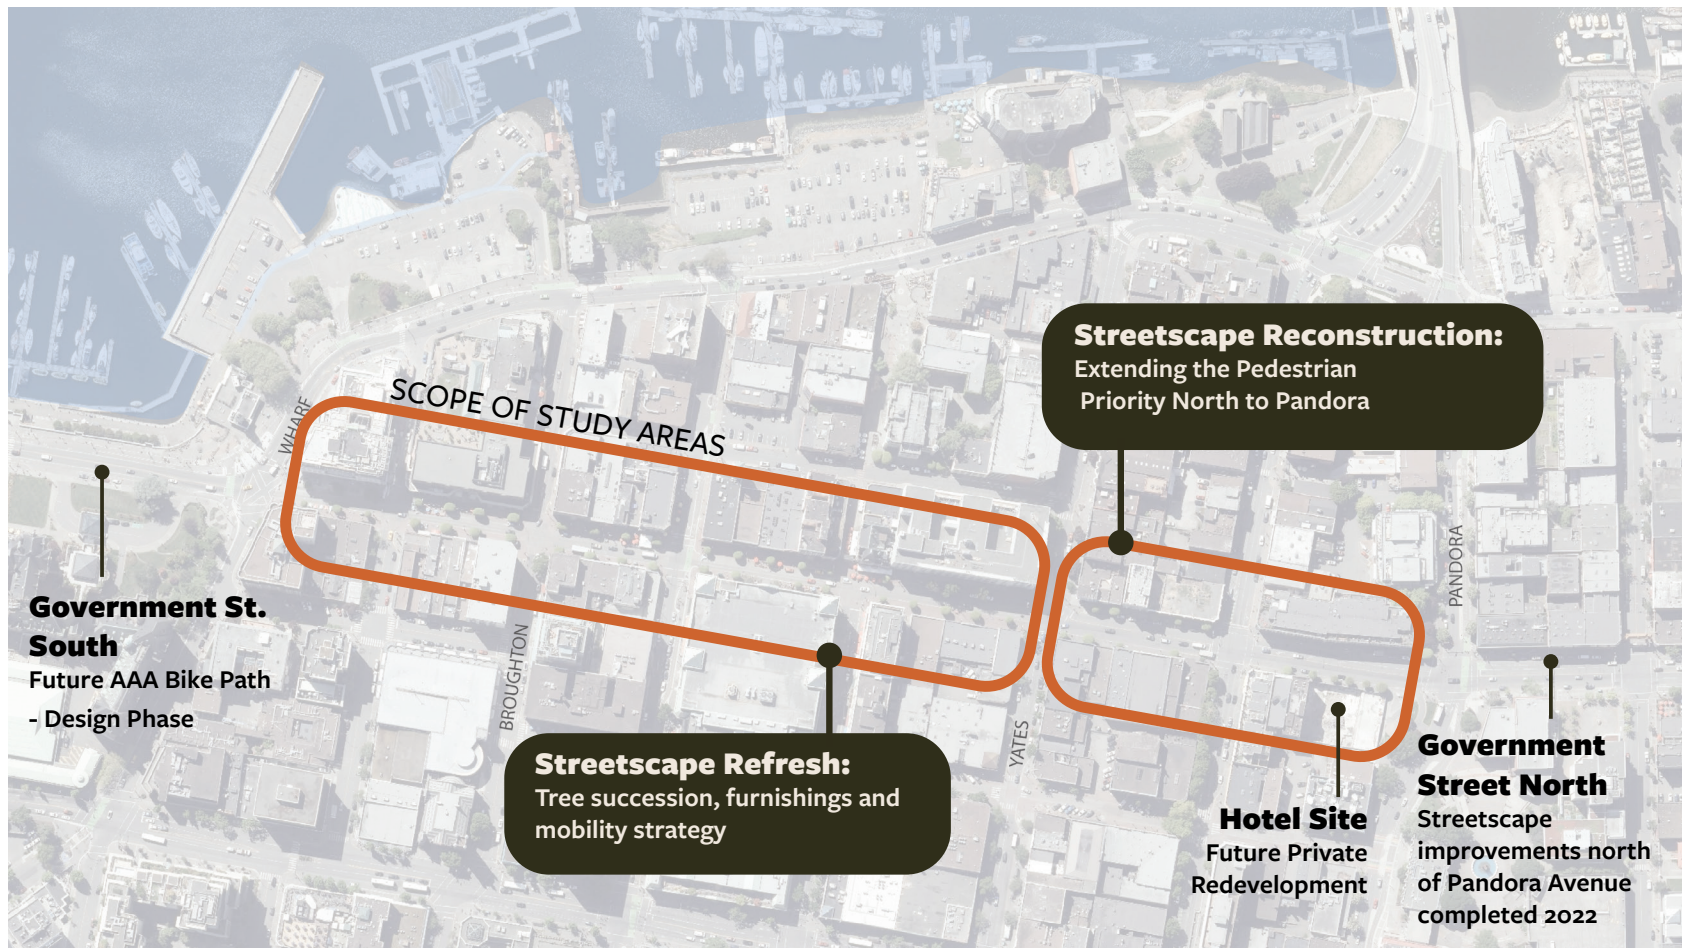 SCOPE OF STUDY AREAS
WHARF
Streetscape Reconstruction:
Extending the Pedestrian
Priority North to Pandora
PANDORA
Government St.
South
Future AAA Bike Path
- Design Phase
BROUGHTON
YATES
Streetscape Refresh:
Tree succession, furnishings and
mobility strategy
Hotel Site
Future Private
Redevelopment
Government
Street North
Streetscape
improvements north
of Pandora Avenue
completed 2022